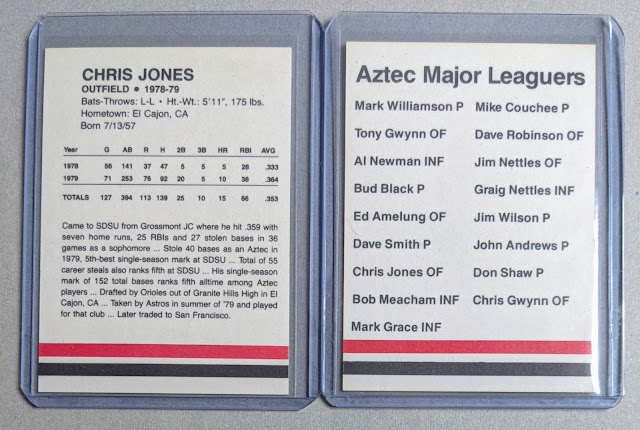 CHRIS JONES
OUTFIELD • 1978-79
Bats-Throws: L-L • Ht.-Wt.: 5'11", 175 lbs.
Hometown: El Cajon, CA
Born 7/13/57
Year G AB R H 2B 3B HR RBI AVG
1978 56 141 37 47 5 5 5 28 .333
1979 71 253 76 92 20 5 10 38 .364
TOTALS 127 394 113 139 25 10 15 66 .353
Came to SDSU from Grossmont JC where he hit .359 with
seven home runs, 25 RBIs and 27 stolen bases in 36
games as a sophomore ... Stole 40 bases as an Aztec in
1979, 5th-best single-season mark at SDSU ... Total of 55
career steals also ranks fifth at SDSU ... His single-season
mark of 152 total bases ranks fifth alltime among Aztec
players ... Drafted by Orioles out of Granite Hills High in El
Cajon, CA ... Taken by Astros in summer of '79 and played
for that club ... Later traded to San Francisco.
Aztec Major Leaguers
Mark Williamson P
Tony Gwynn OF
Al Newman INF
Bud Black P
Ed Amelung OF
Dave Smith P
Chris Jones OF
Bob Meacham INF
Mark Grace INF
Mike Couchee P
Dave Robinson OF
Jim Nettles OF
Graig Nettles INF
Jim Wilson P
John Andrews P
Don Shaw P
Chris Gwynn OF